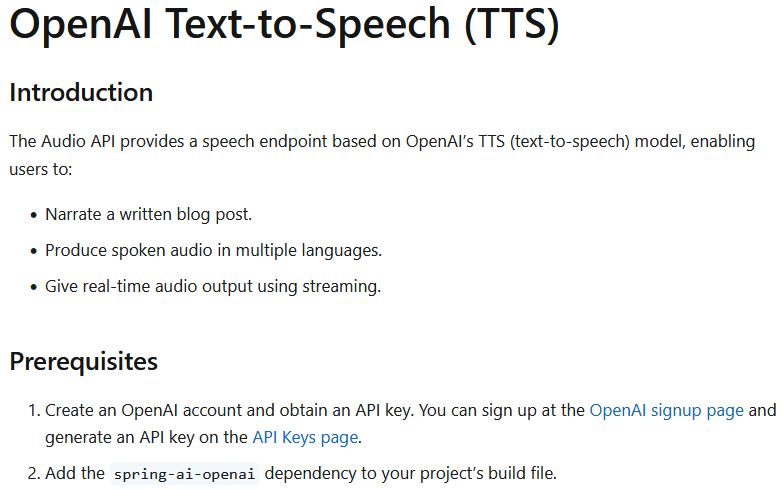 OpenAI Text-to-Speech (TTS)
Introduction
The Audio API provides a speech endpoint based on OpenAI’s TTS (text-to-speech) model, enabling
users to:
• Narrate a written blog post.
• Produce spoken audio in multiple languages.
• Give real-time audio output using streaming.
Prerequisites
1. Create an OpenAI account and obtain an API key. You can sign up at the OpenAI signup page and
generate an API key on the API Keys page.
2. Add the spring-ai-openai dependency to your project’s build file.